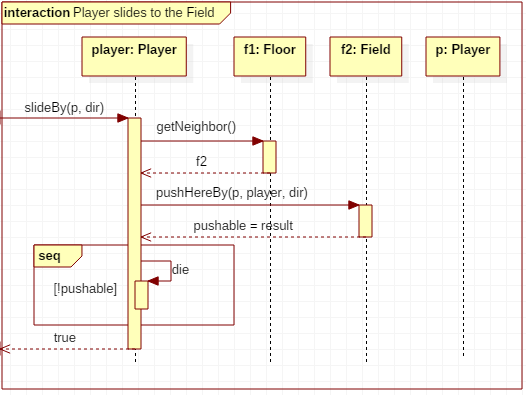 interaction Player slides to the Field
player: Player
f1: Floor
f2: Field
p: Player
slideBy(p, dir)
getNeighbor()
f2
pushHereBy(p, player, dir)
pushable = result
seq
die
[!pushable]
true